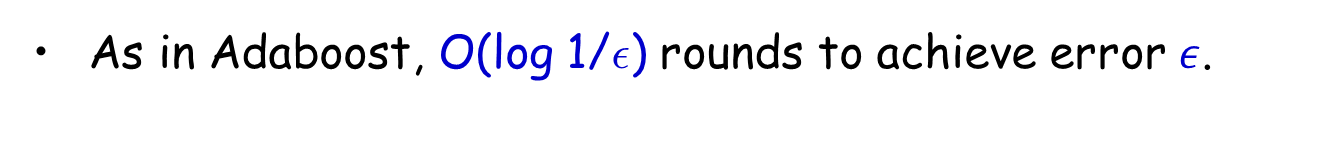 • As in Adaboost, O(log 1/ϵ) rounds to achieve error ϵ.